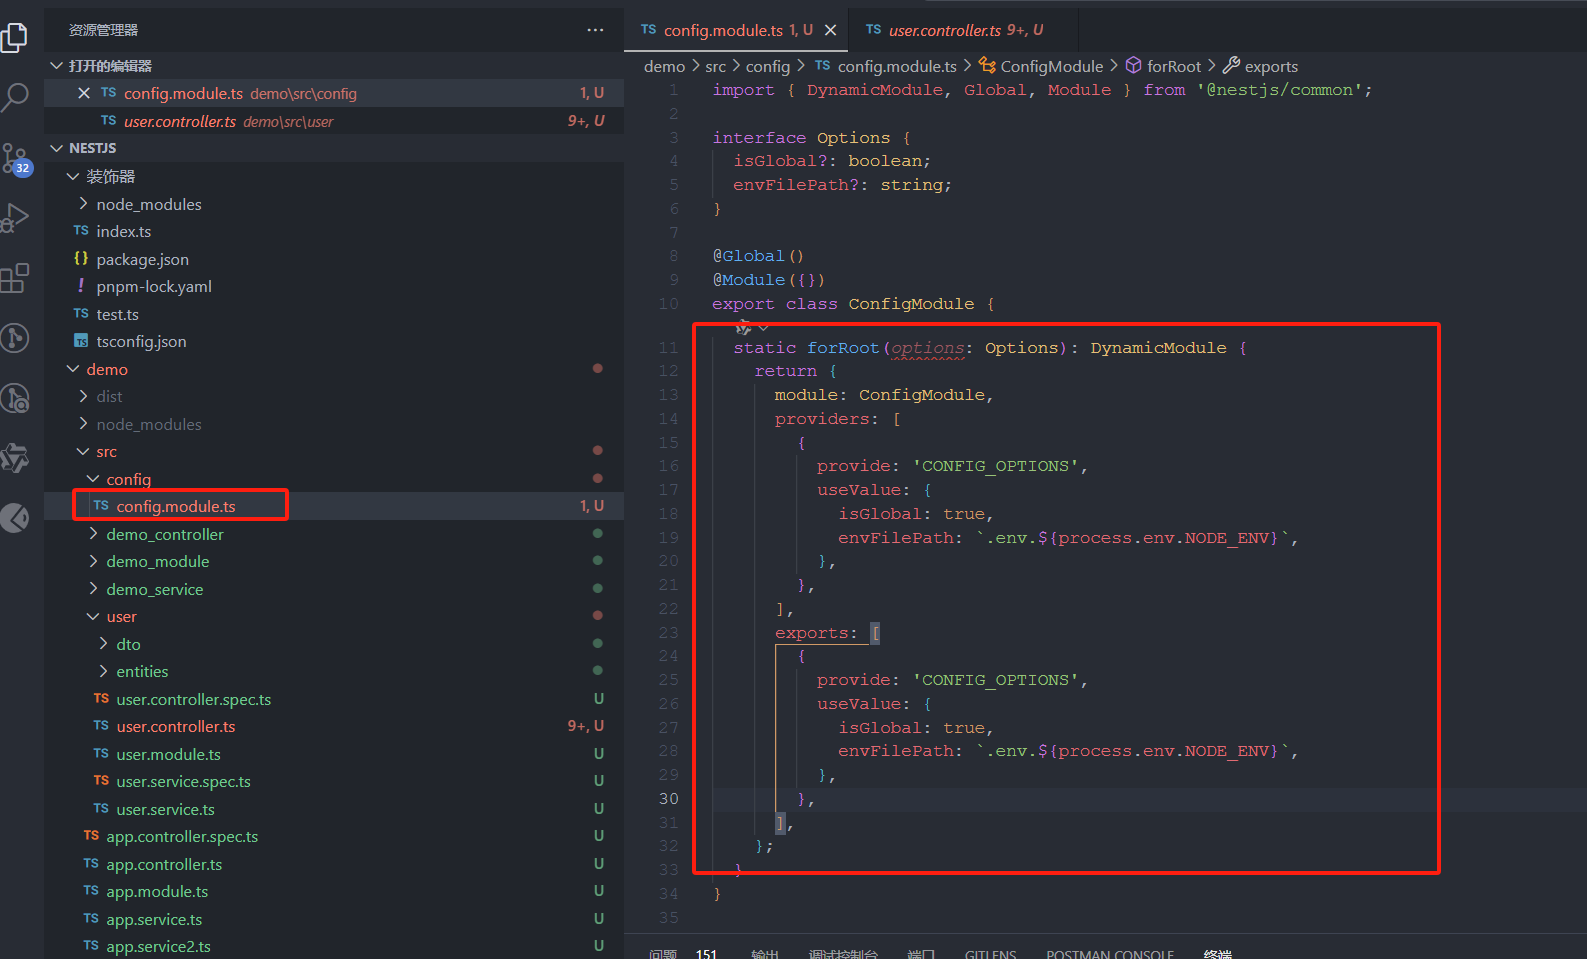 资源管理器
打开的编辑器
config.module.ts demo\src\config 1, U
user.controller.ts demo\src\user 9+, U
32
NESTJS
装饰器
node_modules
TS index.ts
{} package.json
! pnpm-lock.yaml
TS test.ts
tsconfig.json
demo
dist
node_modules
src
config
TS config.module.ts 1, U
demo_controller
demo_module
demo_service
user
dto
entities
TS user.controller.spec.ts U
TS user.controller.ts 9+, U
TS user.module.ts U
TS user.service.spec.ts U
TS user.service.ts U
TS app.controller.spec.ts U
TS app.controller.ts U
TS app.module.ts U
TS app.service.ts U
TS app.service2.ts U
TS config.module.ts 1, U
TS user.controller.ts 9+, U
demo > src > config > TS config.module.ts > ConfigModule > forRoot > exports
1 import { DynamicModule, Global, Module } from '@nestjs/common';
2
3 interface Options {
4 isGlobal?: boolean;
5 envFilePath?: string;
6 }
7
8 @Global()
9 @Module({})
10 export class ConfigModule {
11 static forRoot(options: Options): DynamicModule {
12 return {
13 module: ConfigModule,
14 providers: [
15 {
16 provide: 'CONFIG_OPTIONS',
17 useValue: {
18 isGlobal: true,
19 envFilePath: `.env.${process.env.NODE_ENV}`,
20 },
21 },
22 ],
23 exports: [
24 {
25 provide: 'CONFIG_OPTIONS',
26 useValue: {
27 isGlobal: true,
28 envFilePath: `.env.${process.env.NODE_ENV}`,
29 },
30 },
31 ],
32 };
33 }
34 }
35
问题 151 输出 调试控制台 端口 GITLENS POSTMAN CONSOLE 终端